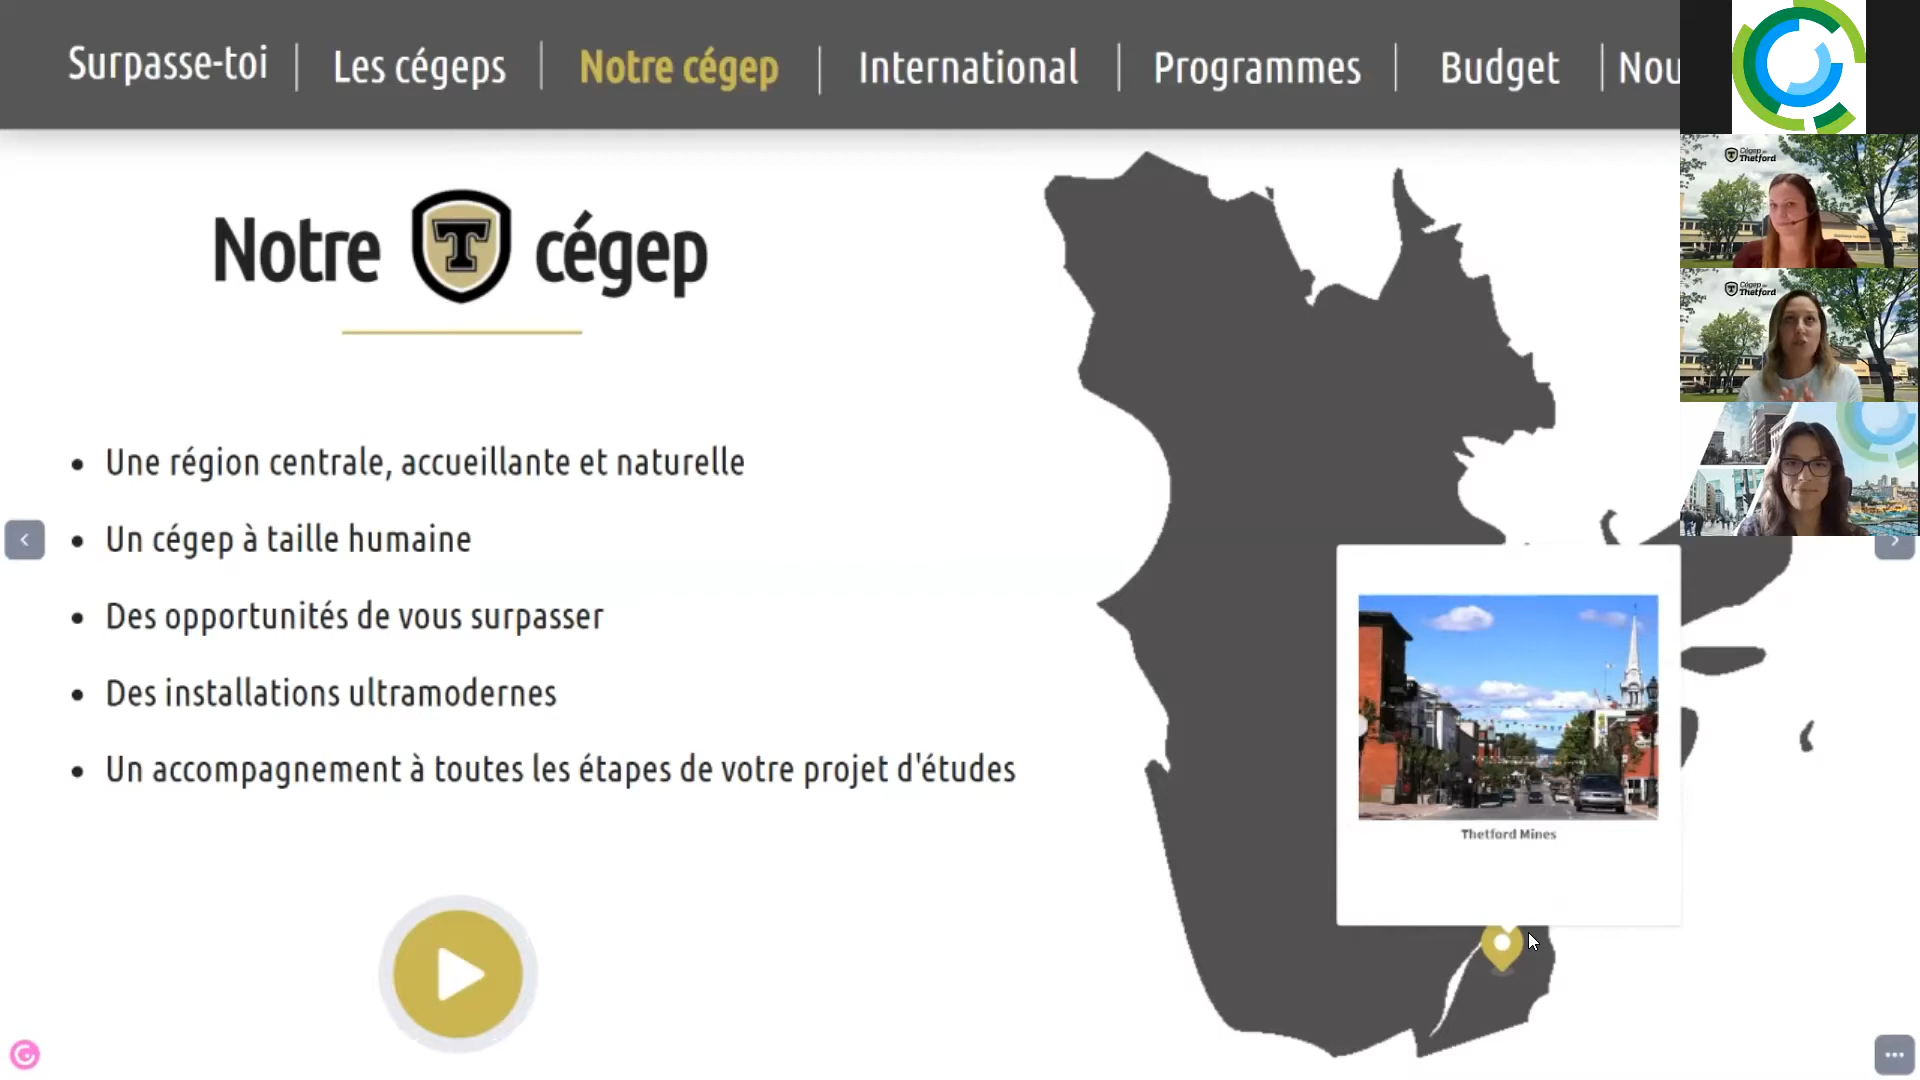 Surpasse-toi
Les cégeps
Notre cégep
International
Programmes
Budget
Nou
Cégep de
Thetford
Cégep de
Thetford
Notre T cégep
Une région centrale, accueillante et naturelle
Un cégep à taille humaine
Des opportunités de vous surpasser
Des installations ultramodernes
Un accompagnement à toutes les étapes de votre projet d'études
Thetford Mines